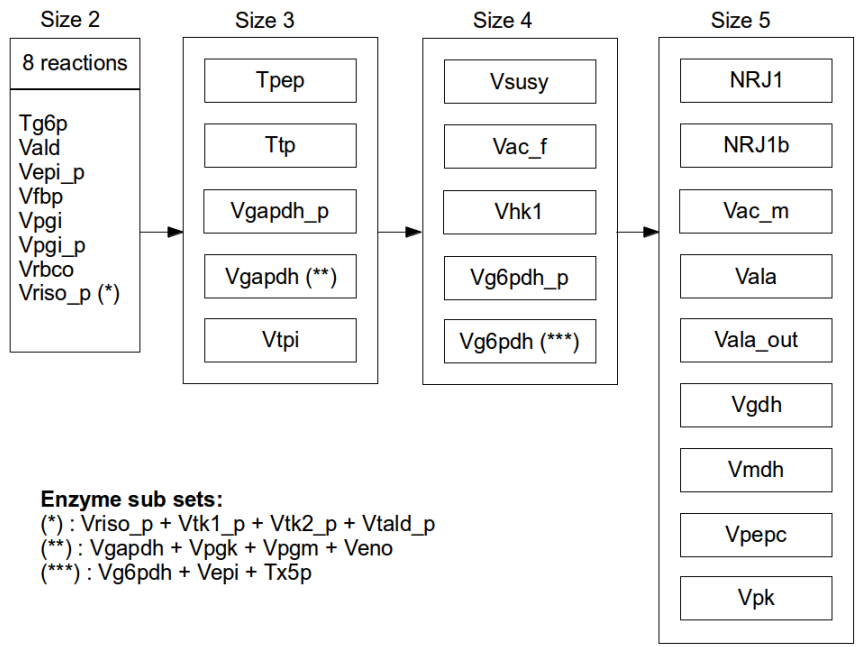 Size 2
8 reactions
Tg6p
Vald
Vepi_p
Vfbp
Vpgi
Vpgi_p
Vrbco
Vriso_p (*)
Size 3
Tpep
Ttp
Vgapdh_p
Vgapdh (**)
Vtpi
Size 4
Vsusy
Vac_f
Vhk1
Vg6pdh_p
Vg6pdh (***)
Size 5
NRJ1
NRJ1b
Vac_m
Vala
Vala_out
Vgdh
Vmdh
Vpepc
Vpk
Enzyme sub sets:
(*) : Vriso_p + Vtk1_p + Vtk2_p + Vtald_p
(**) : Vgapdh + Vpgk + Vpgm + Veno
(***) : Vg6pdh + Vepi + Tx5p